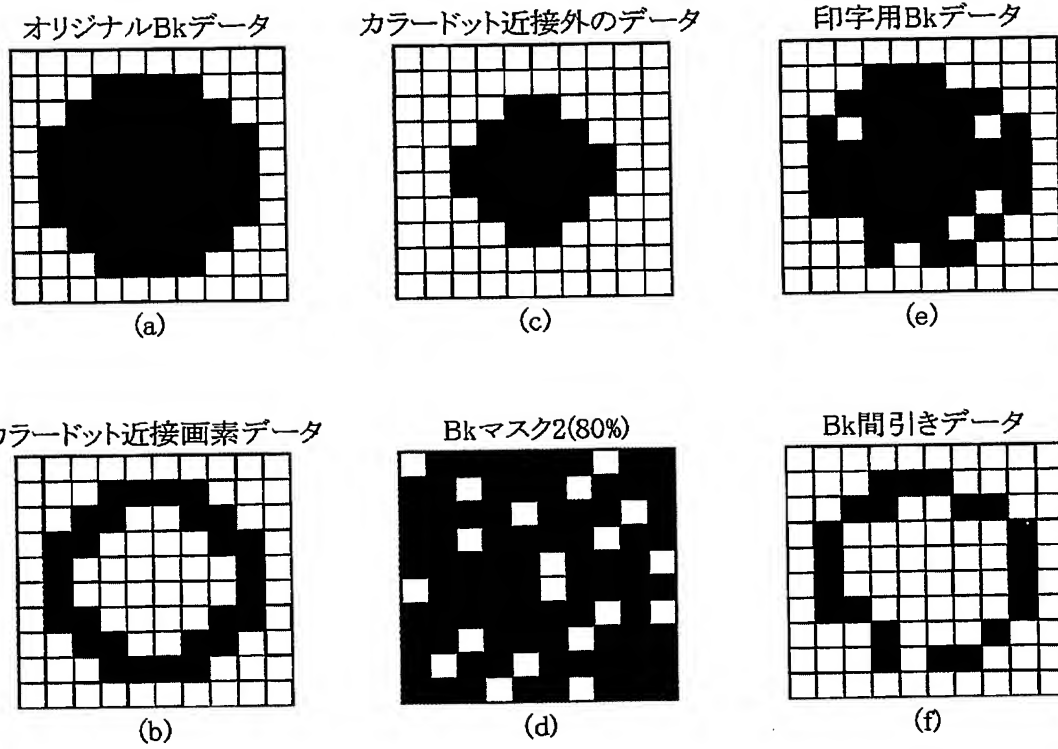 オリジナルBkデータ
カラードット近接外のデータ
印字用Bkデータ
(a)
(c)
(e)
カラードット近接画素データ
Bkマスク2(80%)
Bk間引きデータ
(b)
(d)
(f)